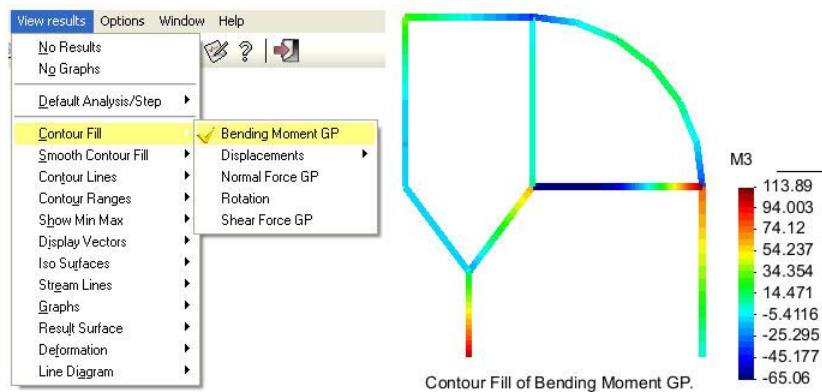 View results Options Window Help
No Results
No Graphs
Default Analysis/Step
Contour Fill
Smooth Contour Fill
Contour Lines
Contour Ranges
Show Min Max
Display Vectors
Iso Surfaces
Stream Lines
Graphs
Result Surface
Deformation
Line Diagram
Bending Moment GP
Displacements
Normal Force GP
Rotation
Shear Force GP
M3
113.89
94.003
74.12
54.237
34.354
14.471
-5.4116
-25.295
-45.177
-65.06
Contour Fill of Bending Moment GP.